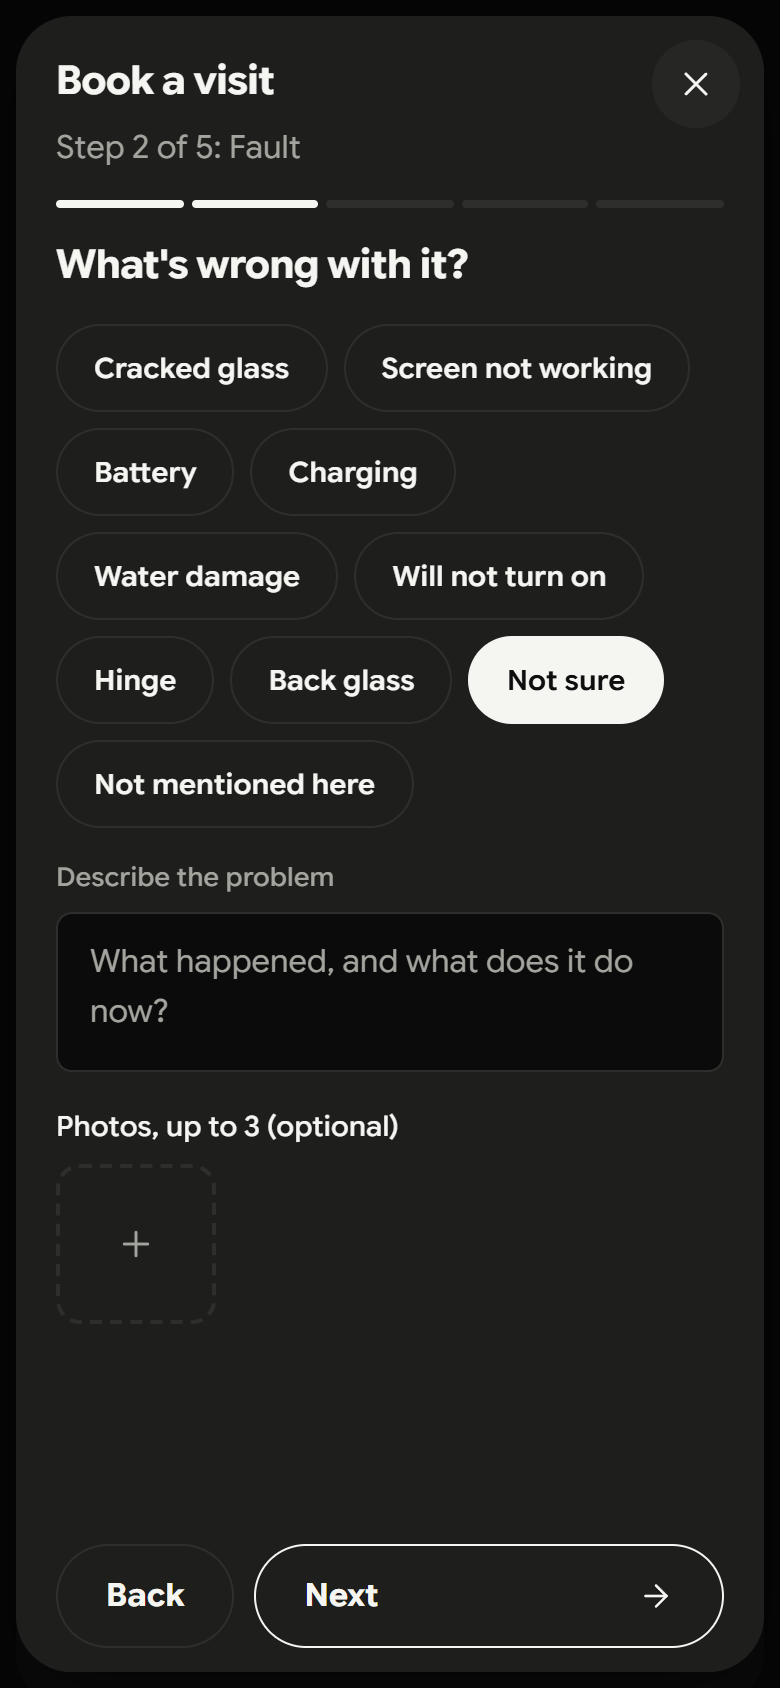 Book a visit
Step 2 of 5: Fault
What's wrong with it?
Cracked glass
Screen not working
Battery
Charging
Water damage
Will not turn on
Hinge
Back glass
Not sure
Not mentioned here
Describe the problem
What happened, and what does it do
now?
Photos, up to 3 (optional)
Back
Next